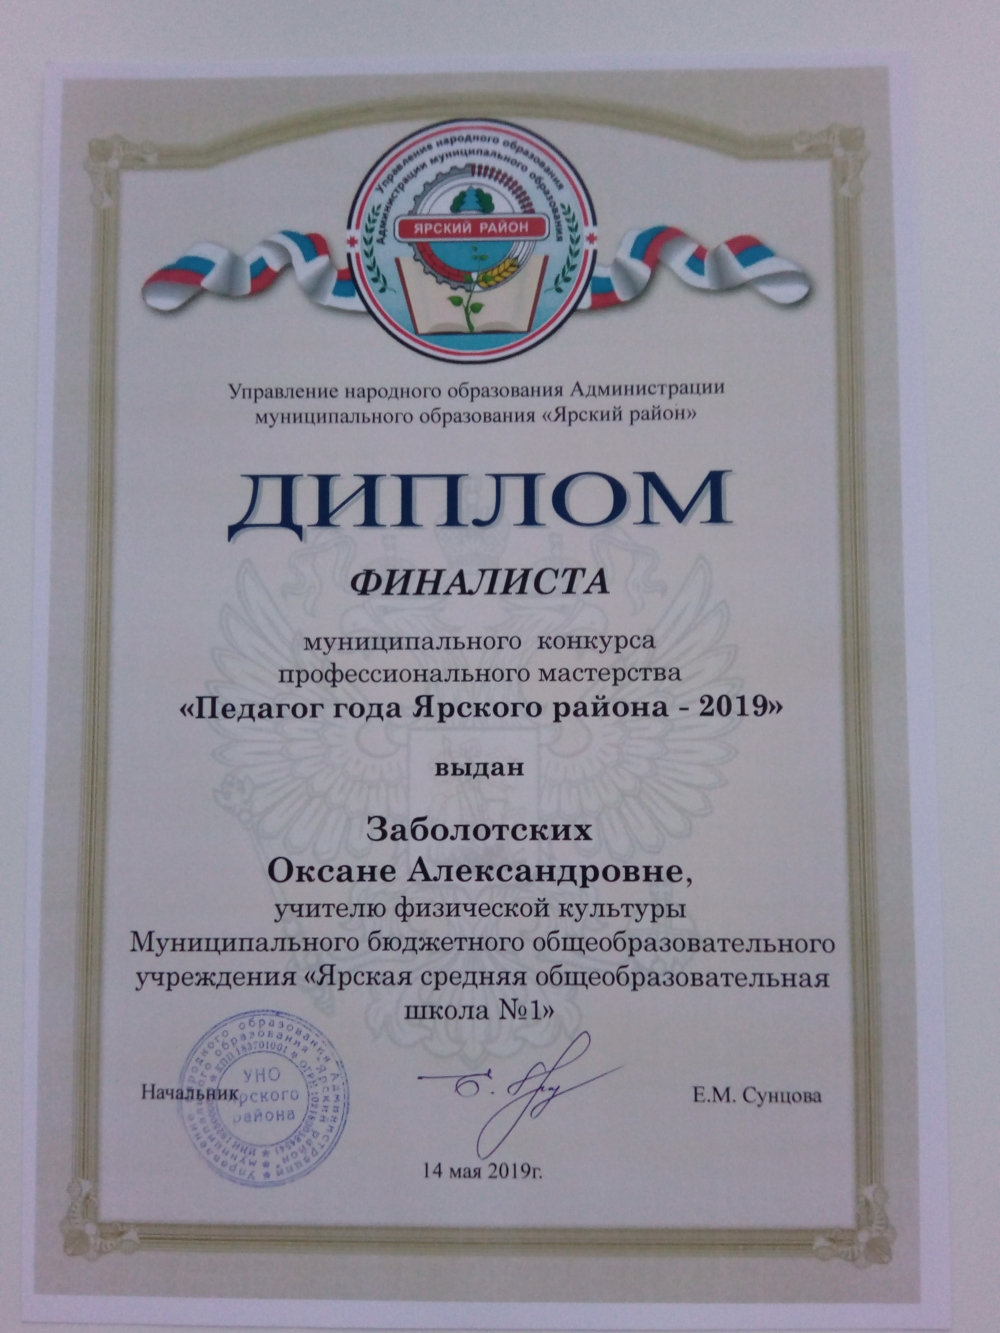 Управление народного образования
Администрации муниципального образования
ЯРСКИЙ РАЙОН
Управление народного образования Администрации
муниципального образования «Ярский район»
ДИПЛОМ
ФИНАЛИСТА
муниципального конкурса
профессионального мастерства
«Педагог года Ярского района - 2019»
выдан
Заболотских
Оксане Александровне,
учителю физической культуры
Муниципального бюджетного общеобразовательного
учреждения «Ярская средняя общеобразовательная
школа №1»
УНО
Начальник
района
Е.М. Сунцова
14 мая 2019г.